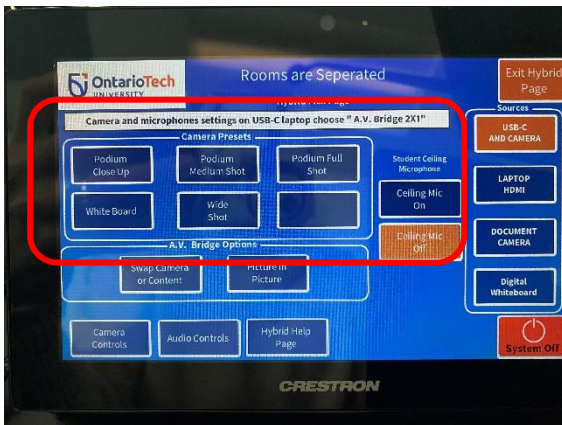 OntarioTech
UNIVERSITY
Rooms are Seperated
Hybrid Flex Page
Exit Hybrid
Page
Camera and microphones settings on USB-C laptop choose " A.V. Bridge 2X1"
Camera Presets
Podium
Close Up
Podium
Medium Shot
Podium Full
Shot
White Board
Wide
Shot
Student Ceiling
Microphone
Ceiling Mic
On
Ceiling Mic
Off
Sources
USB-C
AND CAMERA
LAPTOP
HDMI
DOCUMENT
CAMERA
Digital
Whiteboard
A.V. Bridge Options
Swap Camera
or Content
Picture in
Picture
Camera
Controls
Audio Controls
Hybrid Help
Page
System Off
CRESTRON